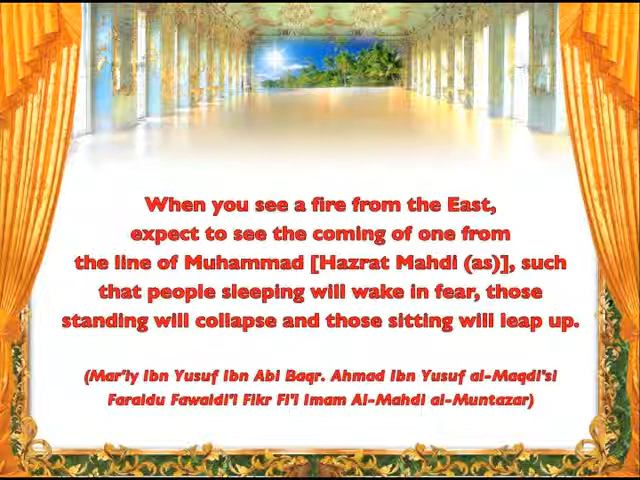 When you see a fire from the East,
expect to see the coming of one from
the line of Muhammad [Hazrat Mahdi (as)], such
that people sleeping will wake in fear, those
standing will collapse and those sitting will leap up.
(Mar'iy Ibn Yusuf Ibn Abi Baqr. Ahmad ibn Yusuf al-Maqdi'si
Faraidu Fawaidi'l Fikr Fi'l Imam Al-Mahdi al-Muntazar)